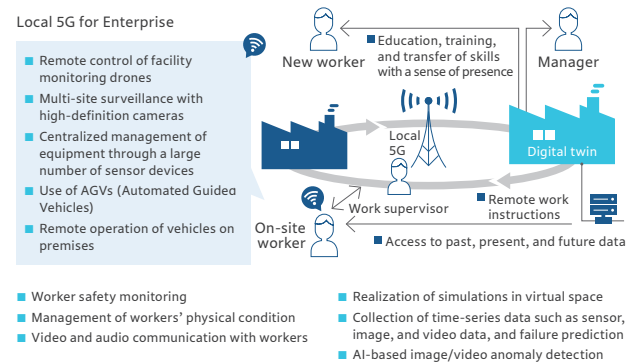 Local 5G for Enterprise
Remote control of facility
monitoring drones
Multi-site surveillance with
high-definition cameras
Centralized management of
equipment through a large
number of sensor devices
Use of AGVs (Automated Guided
Vehicles)
Remote operation of vehicles on
premises
New worker
Education, training,
and transfer of skills
with a sense of presence
Manager
Local
5G
Digital twin
Work supervisor
Remote work
instructions
On-site
worker
Access to past, present, and future data
Worker safety monitoring
Management of workers' physical condition
Video and audio communication with workers
Realization of simulations in virtual space
Collection of time-series data such as sensor,
image, and video data, and failure prediction
AI-based image/video anomaly detection